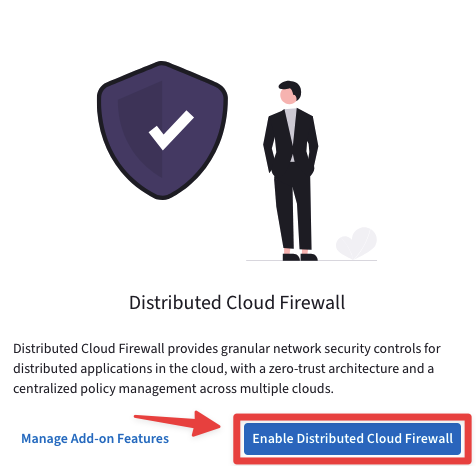 Distributed Cloud Firewall
Distributed Cloud Firewall provides granular network security controls for
distributed applications in the cloud, with a zero-trust architecture and a
centralized policy management across multiple clouds.
Manage Add-on Features
Enable Distributed Cloud Firewall